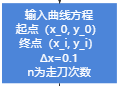 输入曲线方程
起点（x_0, y_0）
终点（x_i, y_i）
Δx=0.1
n为走刀次数